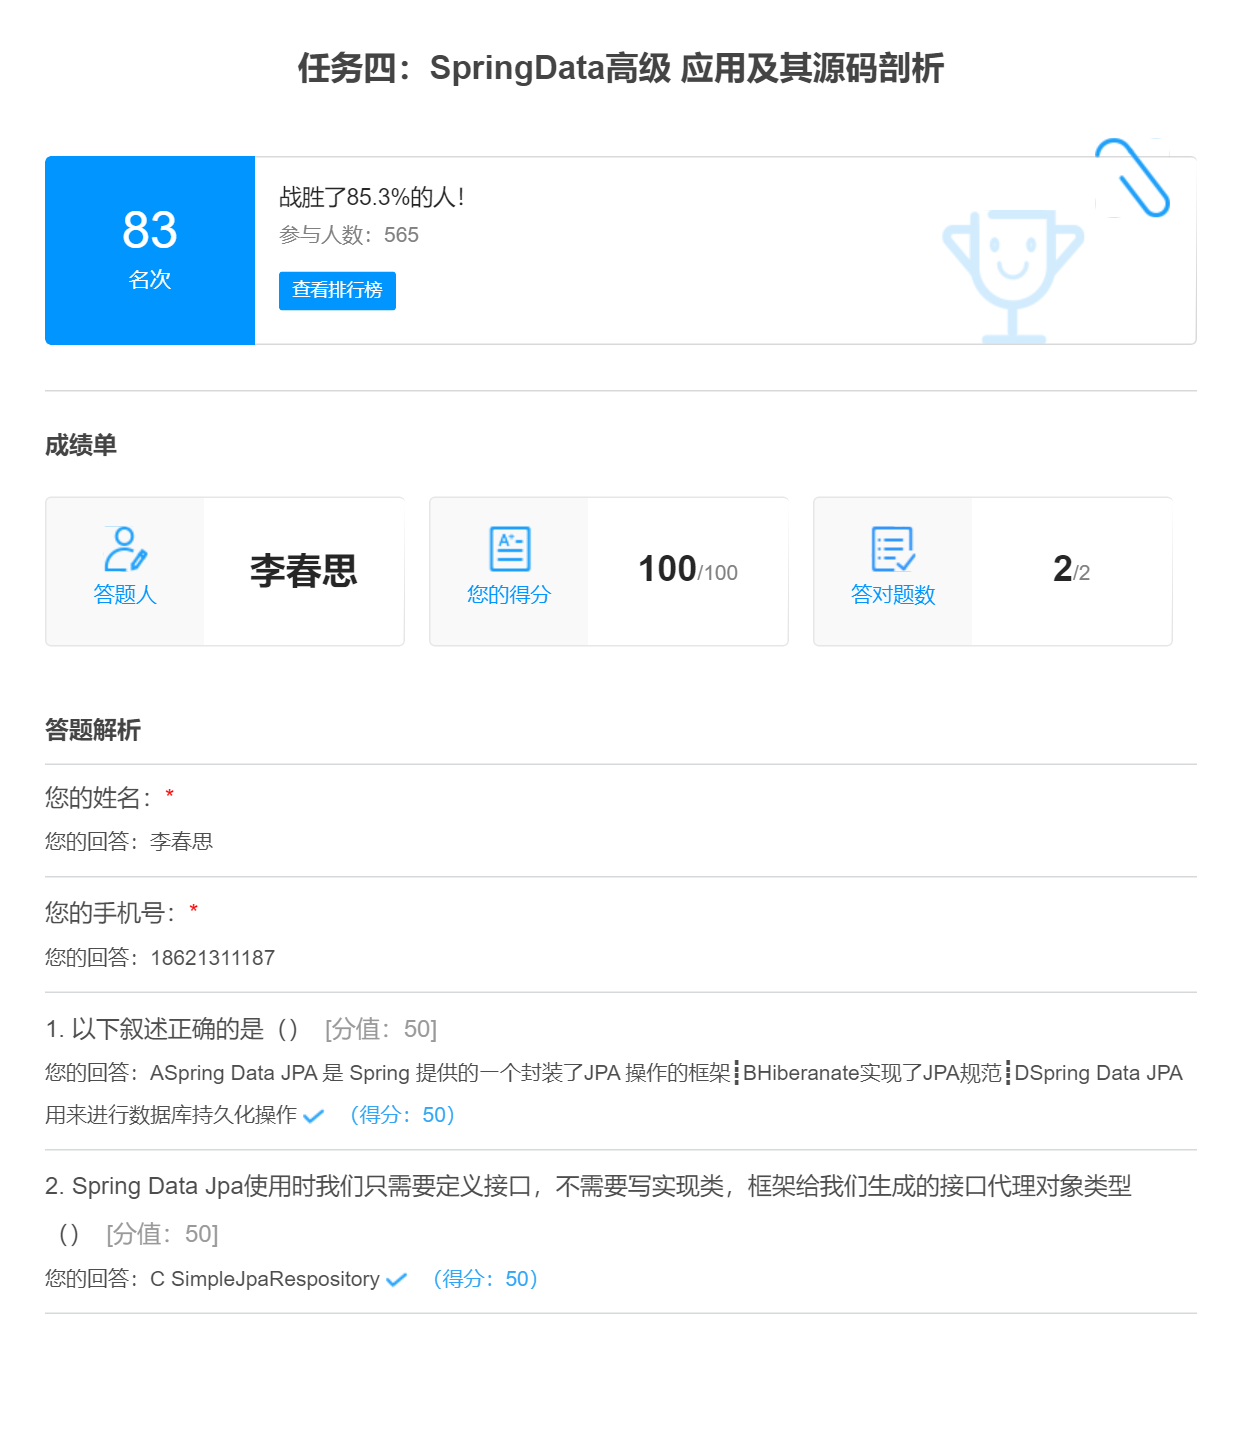 任务四：SpringData高级 应用及其源码剖析
83
名次
战胜了85.3%的人！
参与人数：565
查看排行榜
成绩单
答题人
李春思
您的得分
100/100
答对题数
2/2
答题解析
您的姓名：*
您的回答：李春思
您的手机号：*
您的回答：18621311187
1. 以下叙述正确的是（） [分值：50]
您的回答：ASpring Data JPA 是 Spring 提供的一个封装了JPA 操作的框架┋BHiberanate实现了JPA规范┋DSpring Data JPA
用来进行数据库持久化操作 （得分：50）
2. Spring Data Jpa使用时我们只需要定义接口，不需要写实现类，框架给我们生成的接口代理对象类型
（） [分值：50]
您的回答：C SimpleJpaRespository （得分：50）